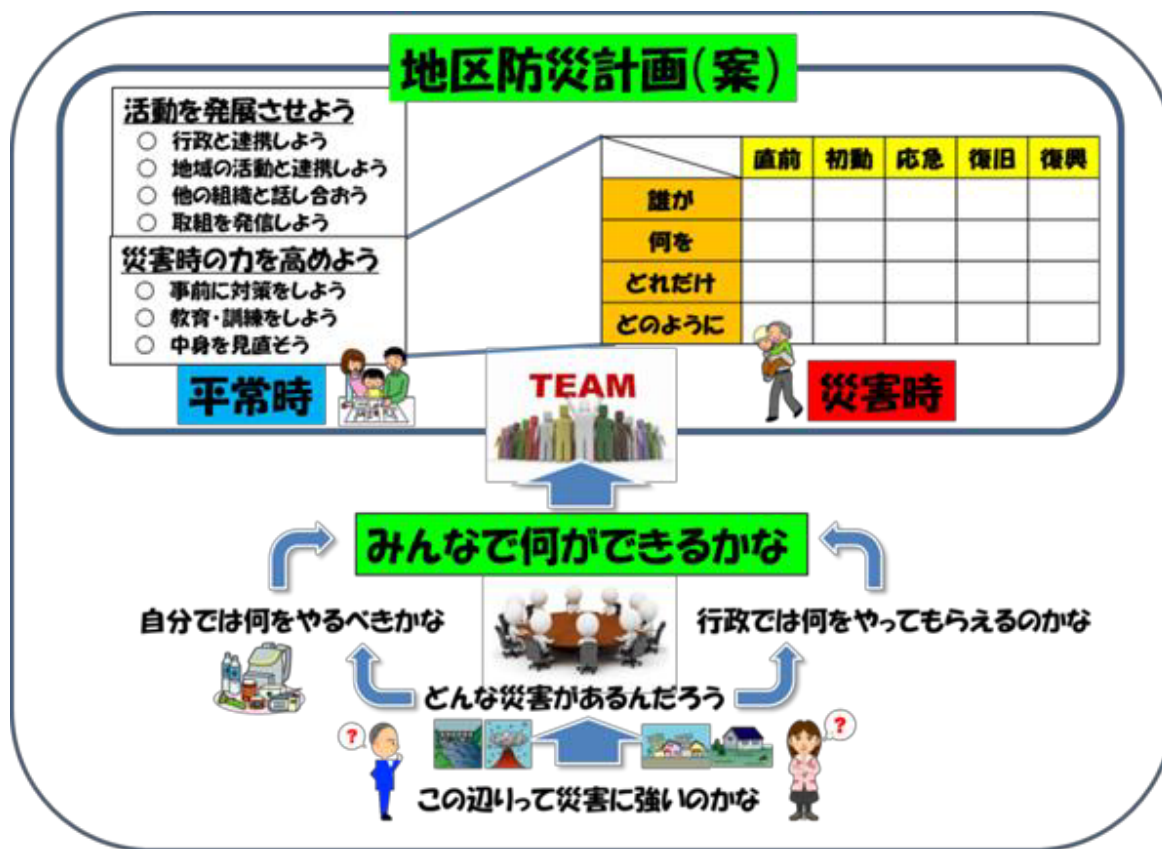 地区防災計画(案)
活動を発展させよう
○ 行政と連携しよう
○ 地域の活動と連携しよう
○ 他の組織と話し合おう
○ 取組を発信しよう
災害時の力を高めよう
○ 事前に対策をしよう
○ 教育・訓練をしよう
○ 中身を見直そう
平常時
直前 初動 応急 復旧 復興
誰が
何を
どれだけ
どのように
災害時
TEAM
みんなで何ができるかな
自分では何をやるべきかな
行政では何をやってもらえるのかな
どんな災害があるんだろう
?
?
この辺りって災害に強いのかな